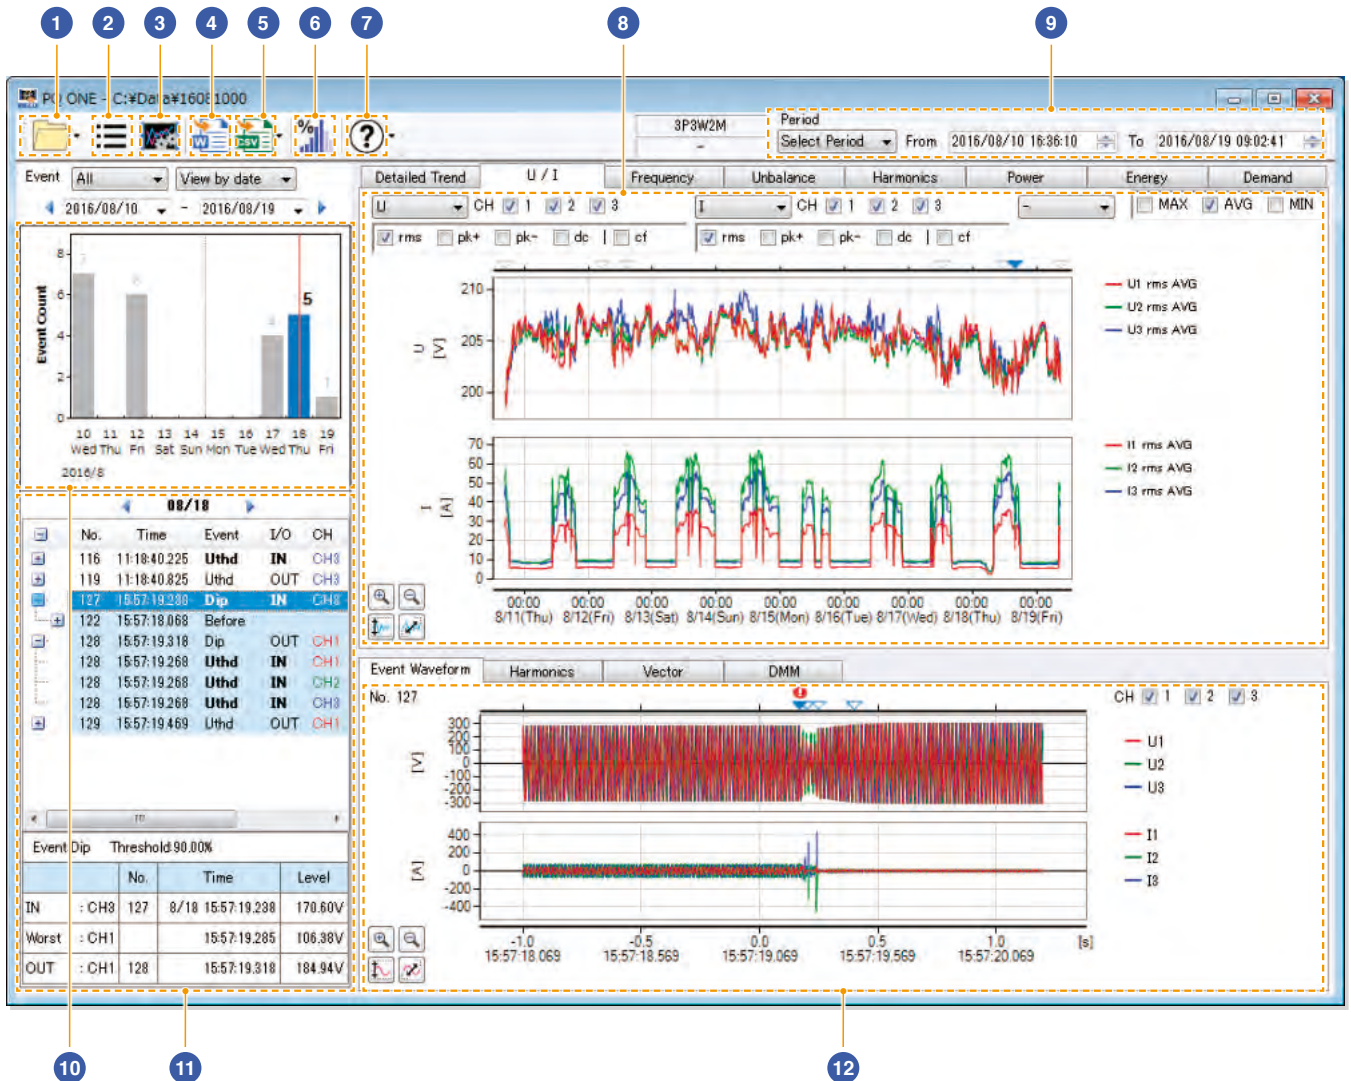 1 2 3 4 5 6 7 8 9
PQ ONE - C:¥Data¥16081000
W CSV % ?
3P3W2M
-
Period
Select Period From 2016/08/10 16:36:10 To 2016/08/19 09:02:41
Event All View by date
2016/08/10 - 2016/08/19
Detailed Trend U / I Frequency Unbalance Harmonics Power Energy Demand
U CH 1 2 3 I CH 1 2 3 - MAX AVG MIN
rms pk+ pk- dc | cf rms pk+ pk- dc | cf
Event Count
8
6
4
2
0
7 6 4 5 1
10 11 12 13 14 15 16 17 18 19
Wed Thu Fri Sat Sun Mon Tue Wed Thu Fri
2016/8
U [V]
210
205
200
U1 rms AVG
U2 rms AVG
U3 rms AVG
I [A]
70
60
50
40
30
20
10
0
I1 rms AVG
I2 rms AVG
I3 rms AVG
00:00 00:00 00:00 00:00 00:00 00:00 00:00 00:00 00:00
8/11(Thu) 8/12(Fri) 8/13(Sat) 8/14(Sun) 8/15(Mon) 8/16(Tue) 8/17(Wed) 8/18(Thu) 8/19(Fri)
08/18
No. Time Event I/O CH
116 11:18:40.225 Uthd IN CH3
119 11:18:40.825 Uthd OUT CH3
127 15:57:19.238 Dip IN CH3
122 15:57:18.068 Before
128 15:57:19.318 Dip OUT CH1
128 15:57:19.268 Uthd IN CH1
128 15:57:19.268 Uthd IN CH2
128 15:57:19.268 Uthd IN CH3
129 15:57:19.469 Uthd OUT CH1
Event Dip Threshold 90.00%
No. Time Level
IN : CH3 127 8/18 15:57:19.238 170.60V
Worst : CH1 15:57:19.285 106.38V
OUT : CH1 128 15:57:19.318 184.94V
Event Waveform Harmonics Vector DMM
No. 127
CH 1 2 3
[V]
300
200
100
0
-100
-200
-300
U1
U2
U3
[A]
400
200
0
-200
-400
I1
I2
I3
-1.0 -0.5 0.0 0.5 1.0 [s]
15:57:18.069 15:57:18.569 15:57:19.069 15:57:19.569 15:57:20.069
10 11 12